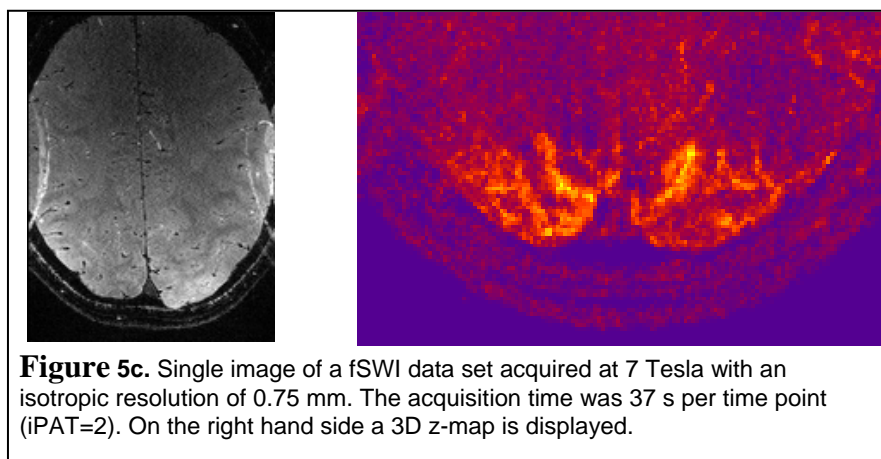 Figure 5c. Single image of a fSWI data set acquired at 7 Tesla with an
isotropic resolution of 0.75 mm. The acquisition time was 37 s per time point
(iPAT=2). On the right hand side a 3D z-map is displayed.